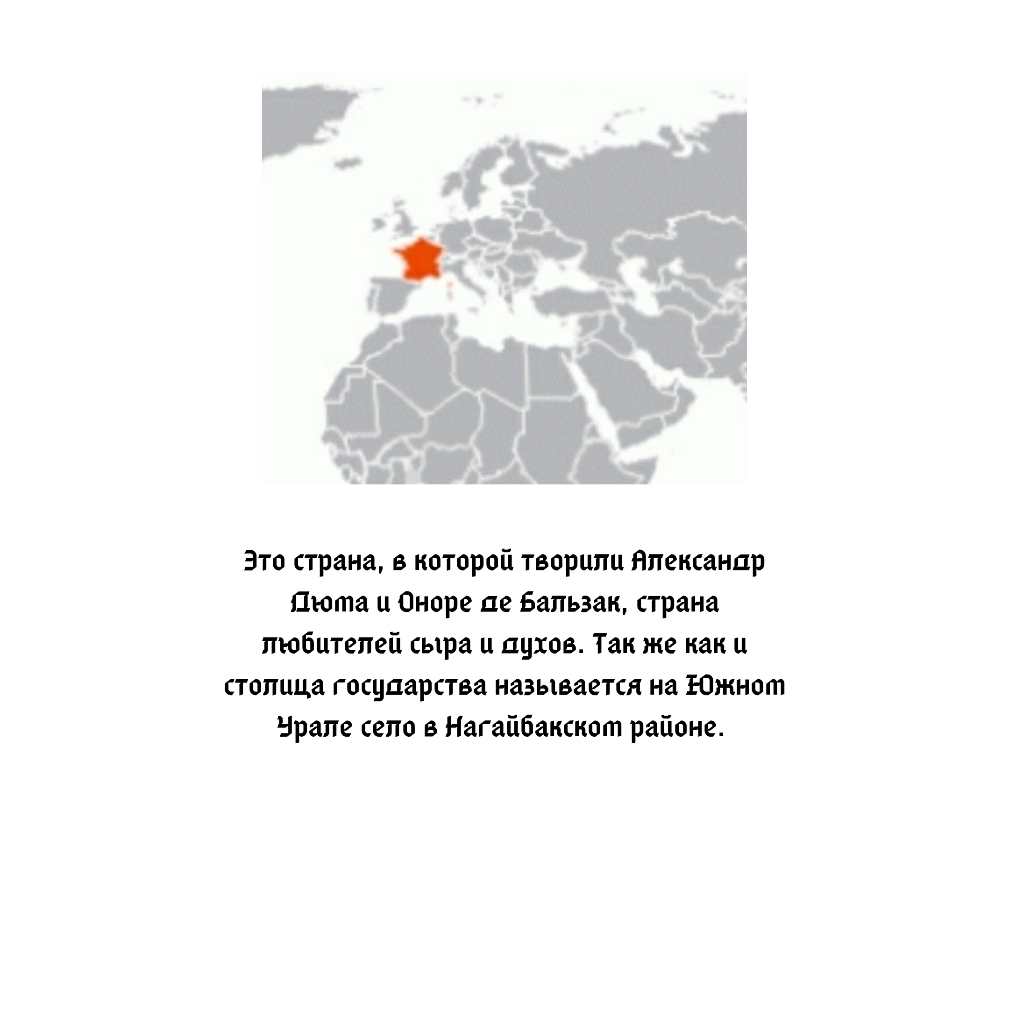 Это страна, в которой творили Александр
Дюма и Оноре де Бальзак, страна
любителей сыра и духов. Так же как и
столица государства называется на Южном
Урале село в Нагайбакском районе.